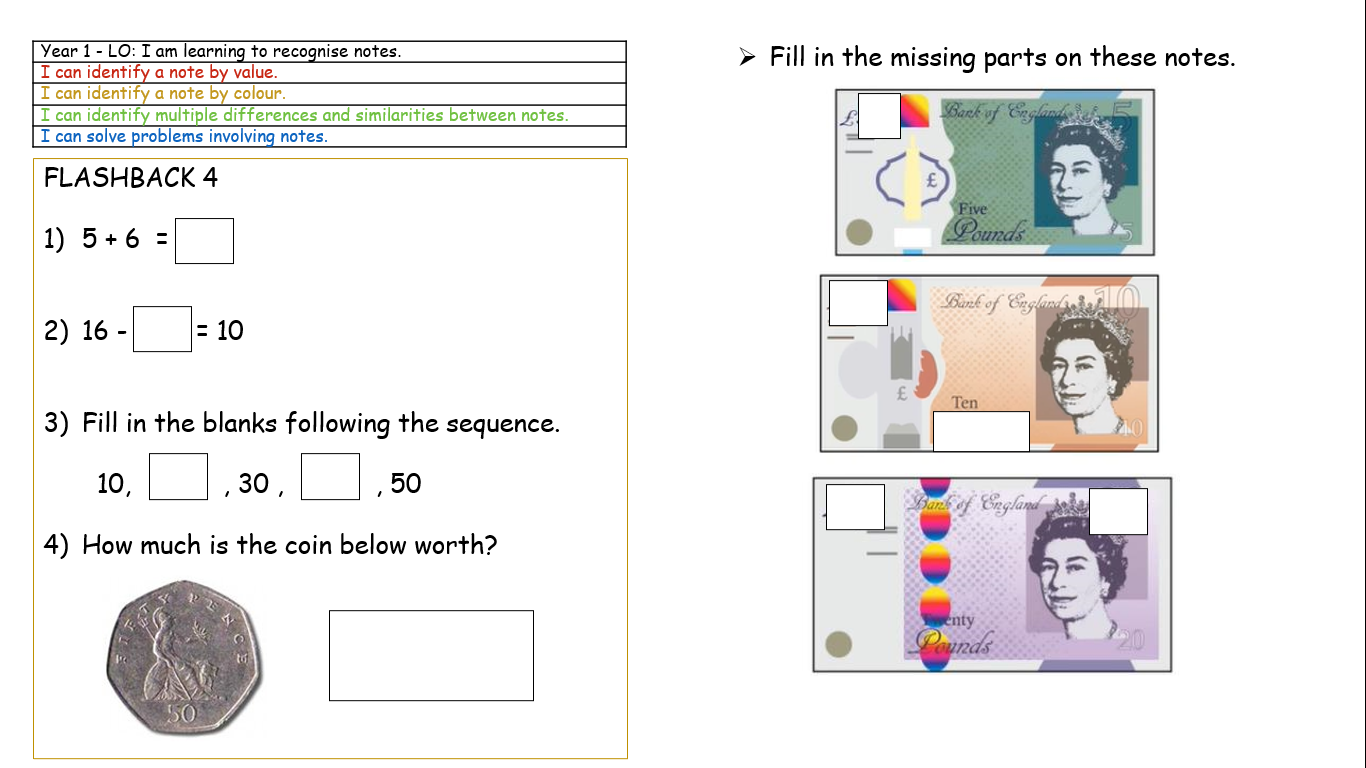 Year 1 - LO: I am learning to recognise notes.
I can identify a note by value.
I can identify a note by colour.
I can identify multiple differences and similarities between notes.
I can solve problems involving notes.
FLASHBACK 4
1) 5 + 6 =
2) 16 - = 10
3) Fill in the blanks following the sequence.
10, , 30 , , 50
4) How much is the coin below worth?
FIFTY PENCE
50
➢ Fill in the missing parts on these notes.
£
Bank of England
5
£
Five
Pounds
5
Bank of England
10
£
Ten
10
Bank of England
Twenty
Pounds
20